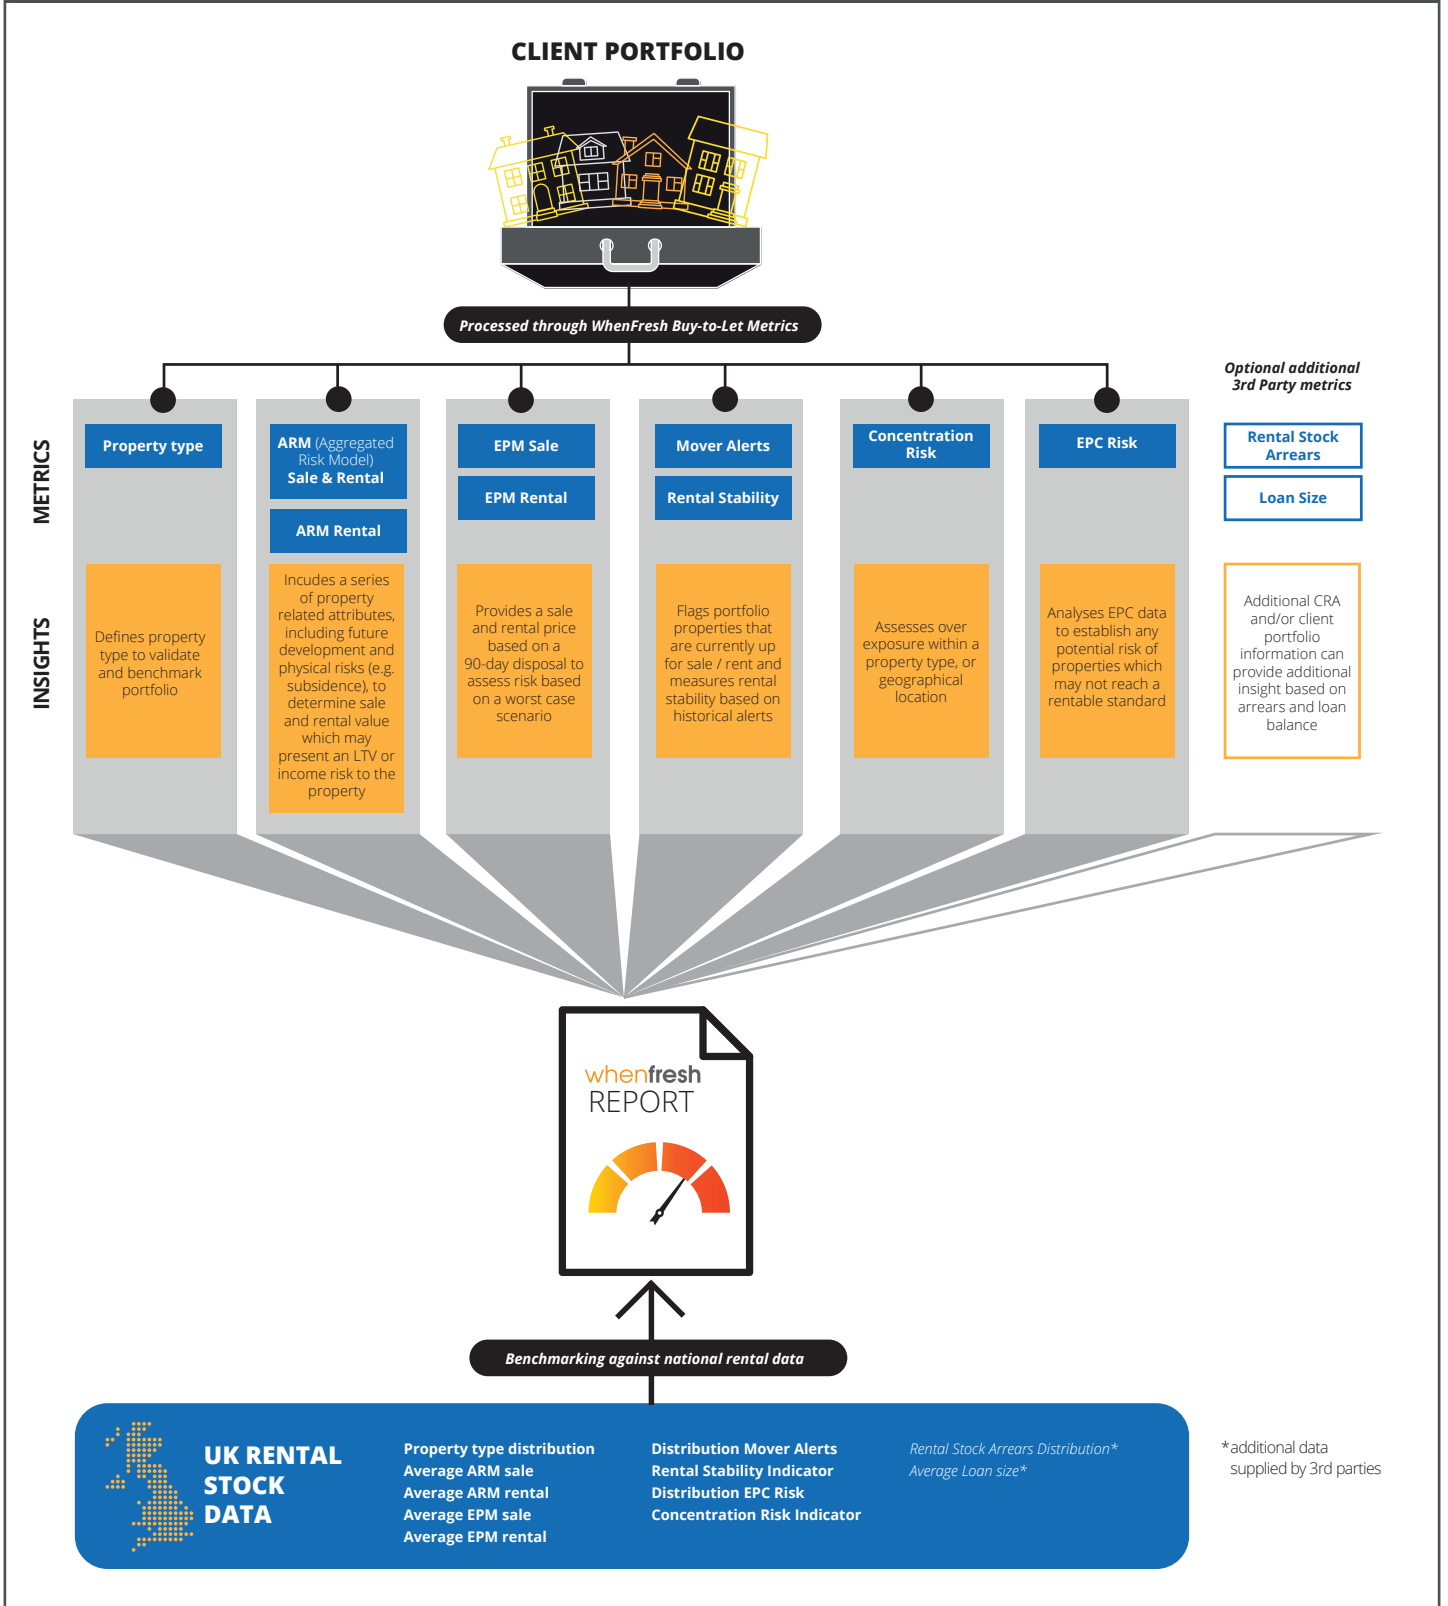 CLIENT PORTFOLIO
Processed through WhenFresh Buy-to-Let Metrics
Optional additional
3rd Party metrics
METRICS
Property type
ARM (Aggregated
Risk Model)
Sale & Rental
ARM Rental
EPM Sale
EPM Rental
Mover Alerts
Rental Stability
Concentration
Risk
EPC Risk
Rental Stock
Arrears
Loan Size
INSIGHTS
Defines property
type to validate
and benchmark
portfolio
Incudes a series
of property
related attributes,
including future
development and
physical risks (e.g.
subsidence), to
determine sale
and rental value
which may
present an LTV or
income risk to the
property
Provides a sale
and rental price
based on a
90-day disposal to
assess risk based
on a worst case
scenario
Flags portfolio
properties that
are currently up
for sale / rent and
measures rental
stability based on
historical alerts
Assesses over
exposure within a
property type, or
geographical
location
Analyses EPC data
to establish any
potential risk of
properties which
may not reach a
rentable standard
Additional CRA
and/or client
portfolio
information can
provide additional
insight based on
arrears and loan
balance
whenfresh
REPORT
Benchmarking against national rental data
UK RENTAL
STOCK
DATA
Property type distribution
Average ARM sale
Average ARM rental
Average EPM sale
Average EPM rental
Distribution Mover Alerts
Rental Stability Indicator
Distribution EPC Risk
Concentration Risk Indicator
Rental Stock Arrears Distribution*
Average Loan size*
*additional data
supplied by 3rd parties